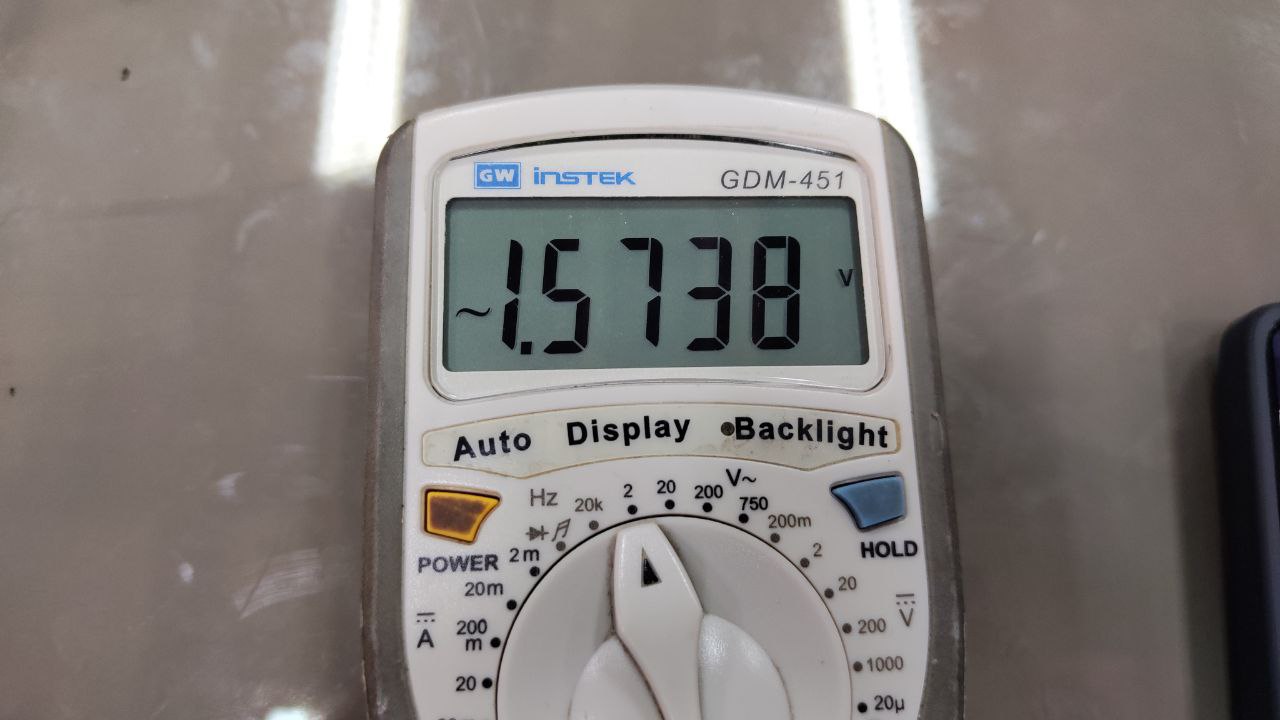 GW INSTEK GDM-451
~1.5738 V
Auto Display Backlight
V~
Hz 20k 2 20 200 750
200m
POWER 2m 2 HOLD
20m 20
A 200m 200 V
20 1000
20µ